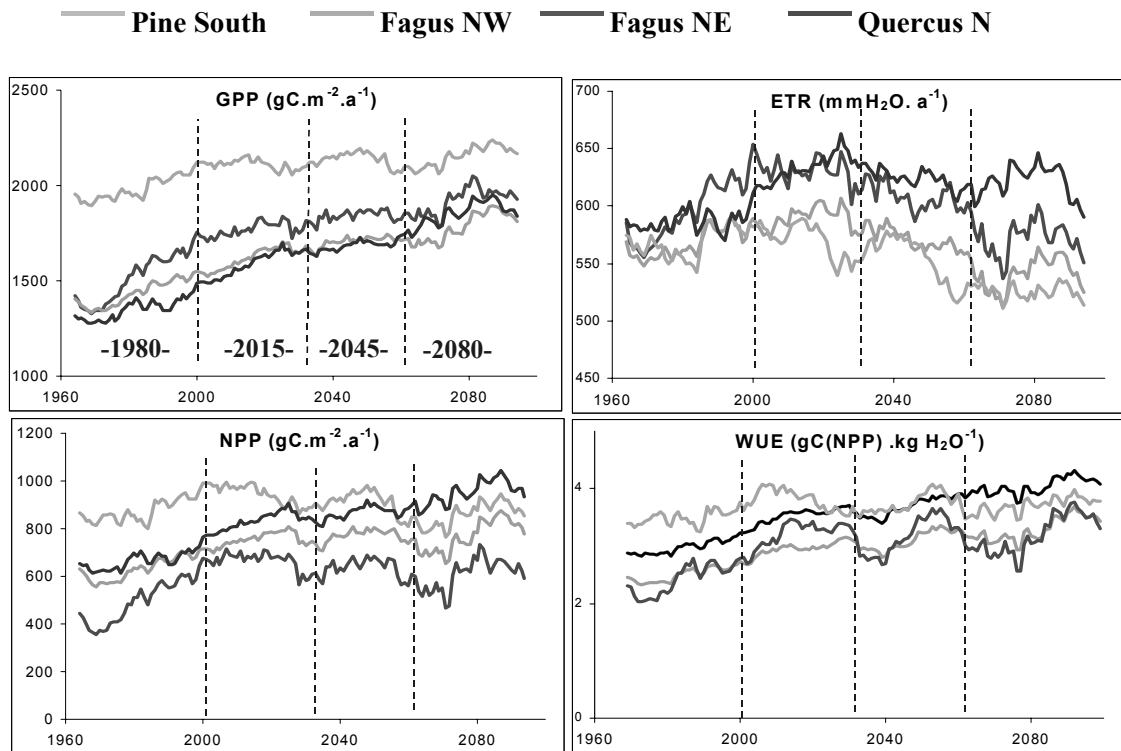 Pine South Fagus NW Fagus NE Quercus N
GPP (gC.m⁻².a⁻¹)
2500
2000
1500
1000
-1980- -2015- -2045- -2080-
1960 2000 2040 2080
ETR (mmH₂O. a⁻¹)
700
650
600
550
500
450
1960 2000 2040 2080
NPP (gC.m⁻².a⁻¹)
1200
1000
800
600
400
200
0
1960 2000 2040 2080
WUE (gC(NPP) .kg H₂O⁻¹)
4
2
0
1960 2000 2040 2080